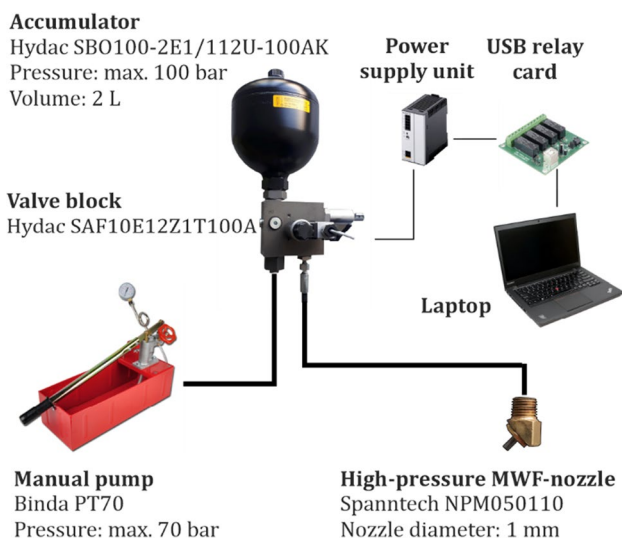 Accumulator
Hydac SBO100-2E1/112U-100AK
Pressure: max. 100 bar
Volume: 2 L
Power
supply unit
USB relay
card
Valve block
Hydac SAF10E12Z1T100A
Laptop
Manual pump
Binda PT70
Pressure: max. 70 bar
High-pressure MWF-nozzle
Spanntech NPM050110
Nozzle diameter: 1 mm